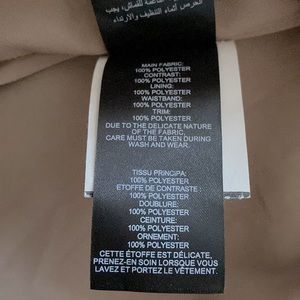 الحرص أثناء التنظيف والارتداء
MAIN FABRIC:
100% POLYESTER
CONTRAST:
100% POLYESTER
LINING:
100% POLYESTER
WAISTBAND:
100% POLYESTER
TRIM:
100% POLYESTER
DUE TO THE DELICATE NATURE
OF THE FABRIC,
CARE MUST BE TAKEN DURING
WASH AND WEAR.
TISSU PRINCIPA:
100% POLYESTER
ETOFFE DE CONTRASTE :
100% POLYESTER
DOUBLURE:
100% POLYESTER
CEINTURE:
100% POLYESTER
ORNEMENT:
100% POLYESTER
CETTE ÉTOFFE EST DÉLICATE,
PRENEZ-EN SOIN LORSQUE VOUS
LAVEZ ET PORTEZ LE VÊTEMENT.